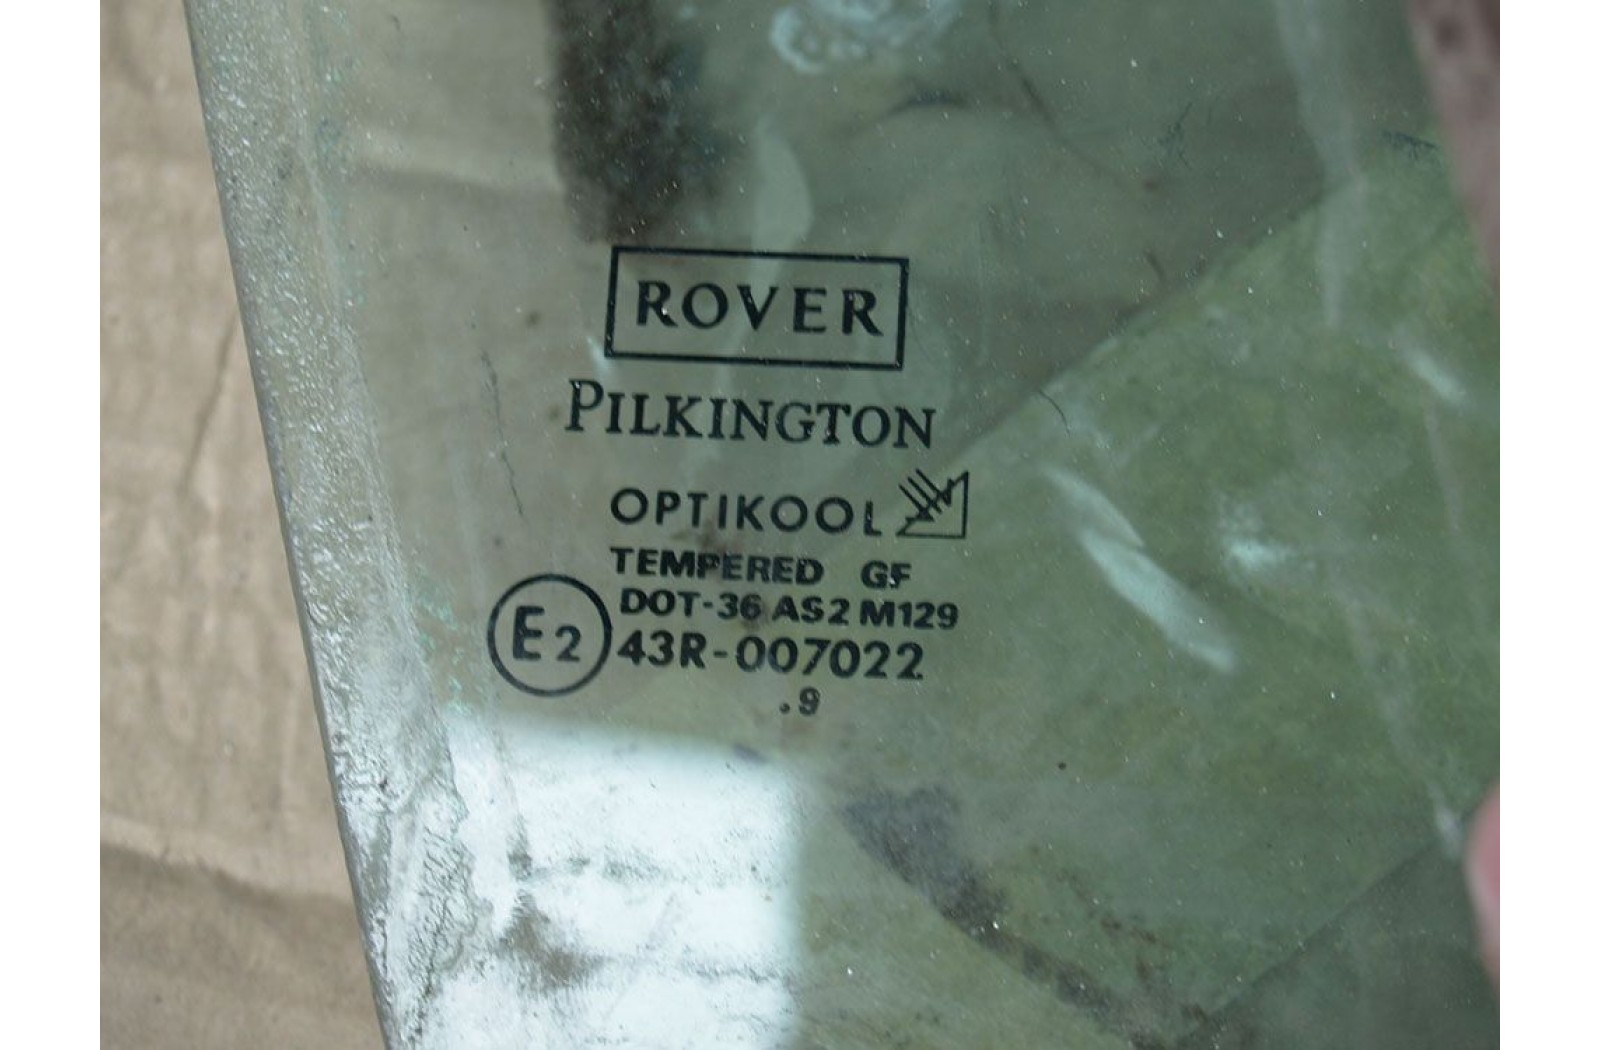 ROVER
PILKINGTON
OPTIKOOL
TEMPERED GF
DOT-36 AS2 M129
E2 43R-007022
.9